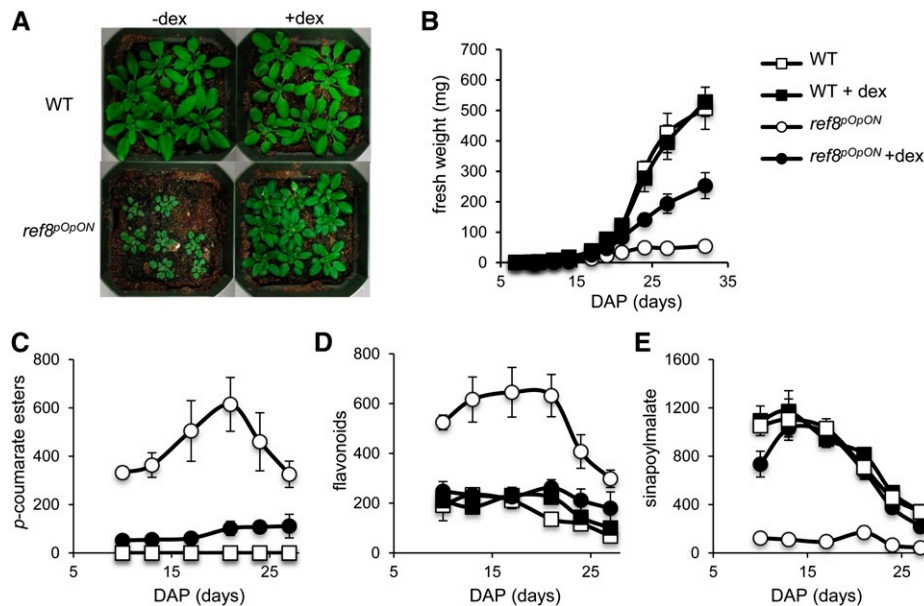 A
-dex
+dex
WT
ref8pOpON
B
fresh weight (mg)
700
600
500
400
300
200
100
0
5
15
25
35
DAP (days)
WT
WT + dex
ref8pOpON
ref8pOpON +dex
C
p-coumarate esters
800
600
400
200
0
5
15
25
DAP (days)
D
flavonoids
800
600
400
200
0
5
15
25
DAP (days)
E
sinapoylmalate
1600
1200
800
400
0
5
15
25
DAP (days)